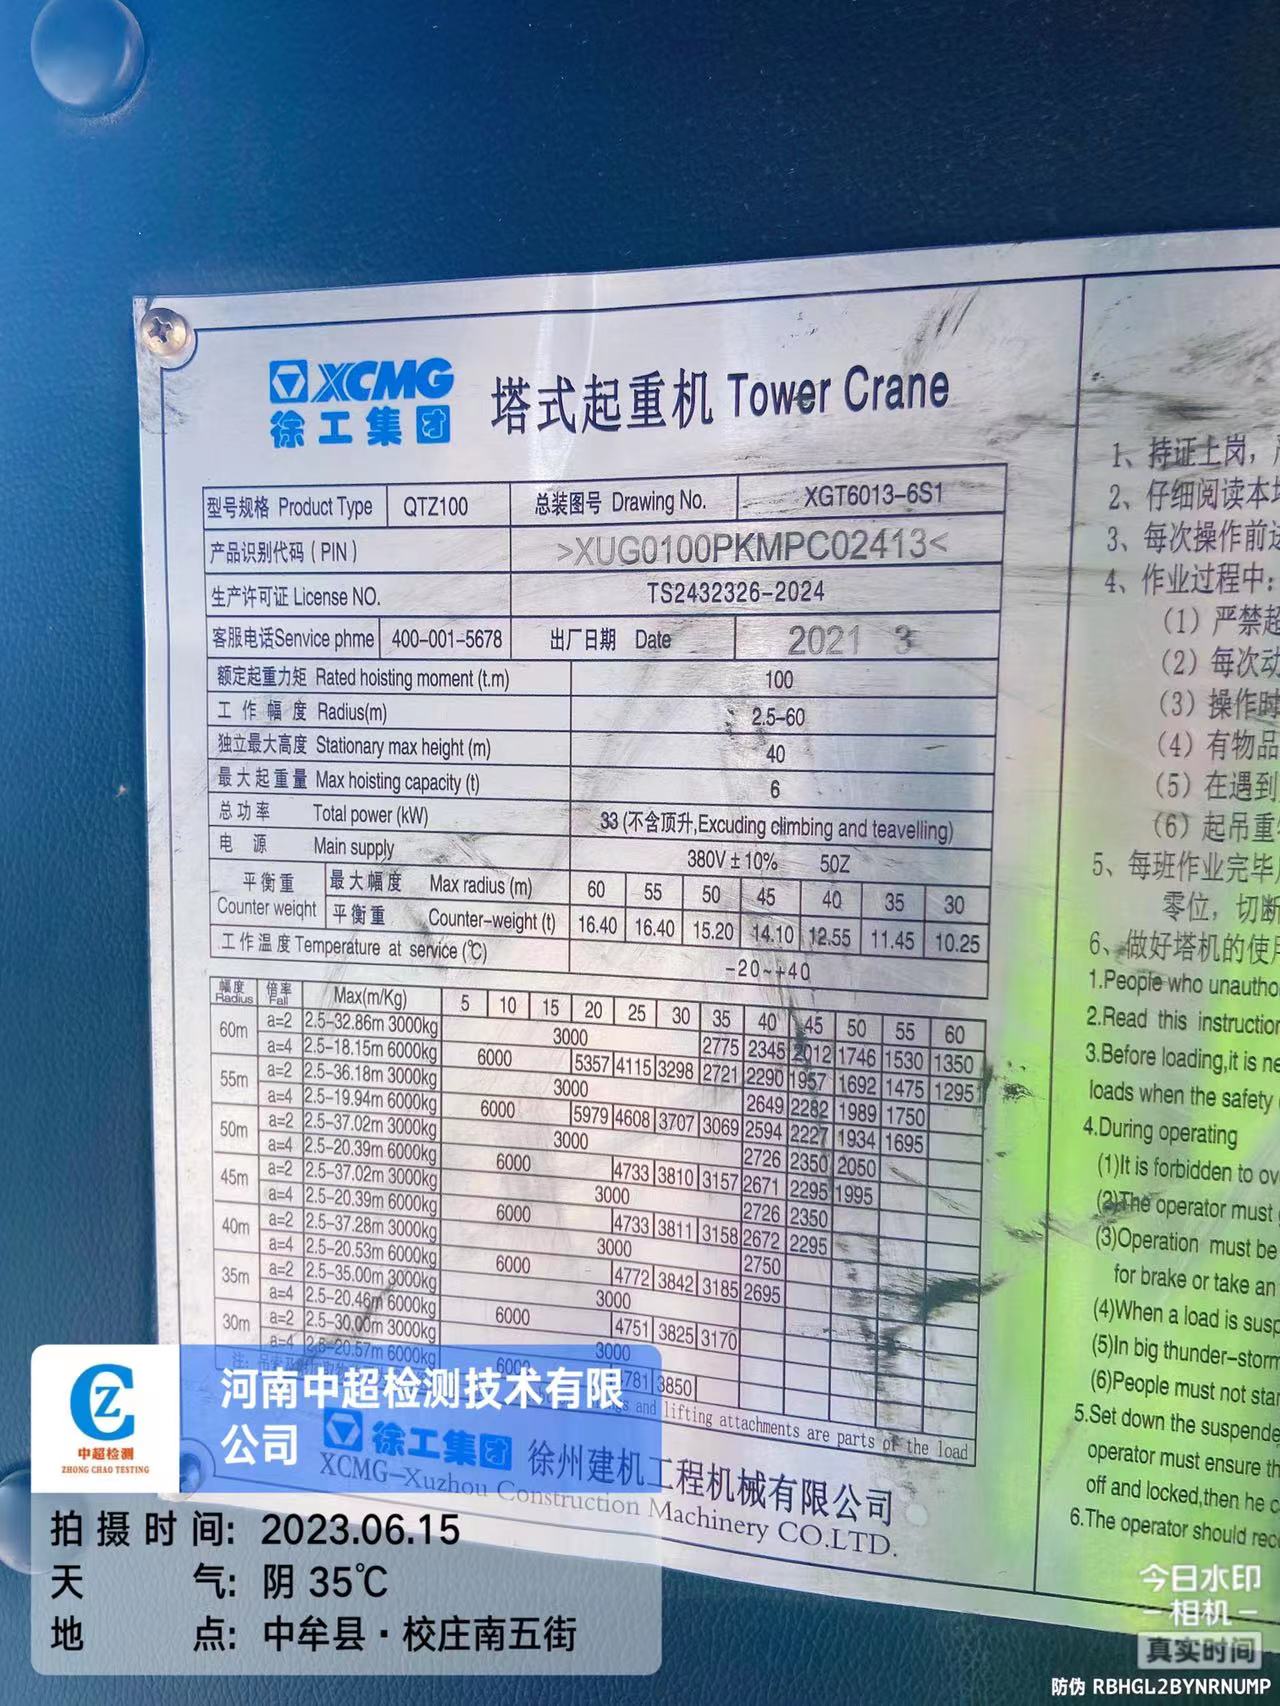 XCMG
徐工集团
塔式起重机 Tower Crane
型号规格 Product Type QTZ100 总装图号 Drawing No. XGT6013-6S1
产品识别代码(PIN) >XUG0100PKMPC02413<
生产许可证 License NO. TS2432326-2024
客服电话Service phme 400-001-5678 出厂日期 Date 2021 3
额定起重力矩 Rated hoisting moment (t.m) 100
工作幅度 Radius(m) 2.5-60
独立最大高度 Stationary max height (m) 40
最大起重量 Max hoisting capacity (t) 6
总功率 Total power (kW) 33 (不含顶升,Excuding climbing and teavelling)
电源 Main supply 380V±10% 50Z
平衡重 Counter weight 最大幅度 Max radius (m) 60 55 50 45 40 35 30
平衡重 Counter-weight (t) 16.40 16.40 15.20 14.10 12.55 11.45 10.25
工作温度Temperature at service (℃) -20~+40
幅度 Radius 倍率 Fall Max(m/Kg) 5 10 15 20 25 30 35 40 45 50 55 60
60m a=2 2.5-32.86m 3000kg 3000 2775 2345 2012 1746 1530 1350
a=4 2.5-18.15m 6000kg 6000 5357 4115 3298 2721 2290 1957 1692 1475 1295
55m a=2 2.5-36.18m 3000kg 3000 2649 2282 1989 1750
a=4 2.5-19.94m 6000kg 6000 5979 4608 3707 3069 2594 2227 1934 1695
50m a=2 2.5-37.02m 3000kg 3000 2726 2350 2050
a=4 2.5-20.39m 6000kg 6000 4733 3810 3157 2671 2295 1995
45m a=2 2.5-37.02m 3000kg 3000 2726 2350
a=4 2.5-20.39m 6000kg 6000 4733 3811 3158 2672 2295
40m a=2 2.5-37.28m 3000kg 3000 2750
a=4 2.5-20.53m 6000kg 6000 4772 3842 3185 2695
35m a=2 2.5-35.00m 3000kg 3000
a=4 2.5-20.46m 6000kg 6000 4751 3825 3170
30m a=2 2.5-30.00m 3000kg 3000
a=4 2.5-20.57m 6000kg 6000 3850
and lifting attachments are parts of the load
徐工集团 徐州建机工程机械有限公司
XCMG-Xuzhou Construction Machinery CO.LTD.
1、持证上岗,
2、仔细阅读本
3、每次操作前
4、作业过程中:
(1) 严禁
(2) 每次动
(3) 操作时
(4) 有物品
(5) 在遇到
(6) 起吊重
5、每班作业完毕
零位,切断
6、做好塔机的使
1.People who unautho
2.Read this instruction
3.Before loading,it is ne
loads when the safety
4.During operating
(1)It is forbidden to ov
(2)The operator must
(3)Operation must be
for brake or take an
(4)When a load is susp
(5)In big thunder-storm
(6)People must not sta
5.Set down the suspende
operator must ensure th
off and locked,then he c
6.The operator should rec
CZ
中超检测
ZHONG CHAO TESTING
河南中超检测技术有限
公司
拍摄时间: 2023.06.15
天气: 阴 35℃
地点: 中牟县·校庄南五街
今日水印
相机
真实时间
防伪 RBHGL2BYNRNUMP